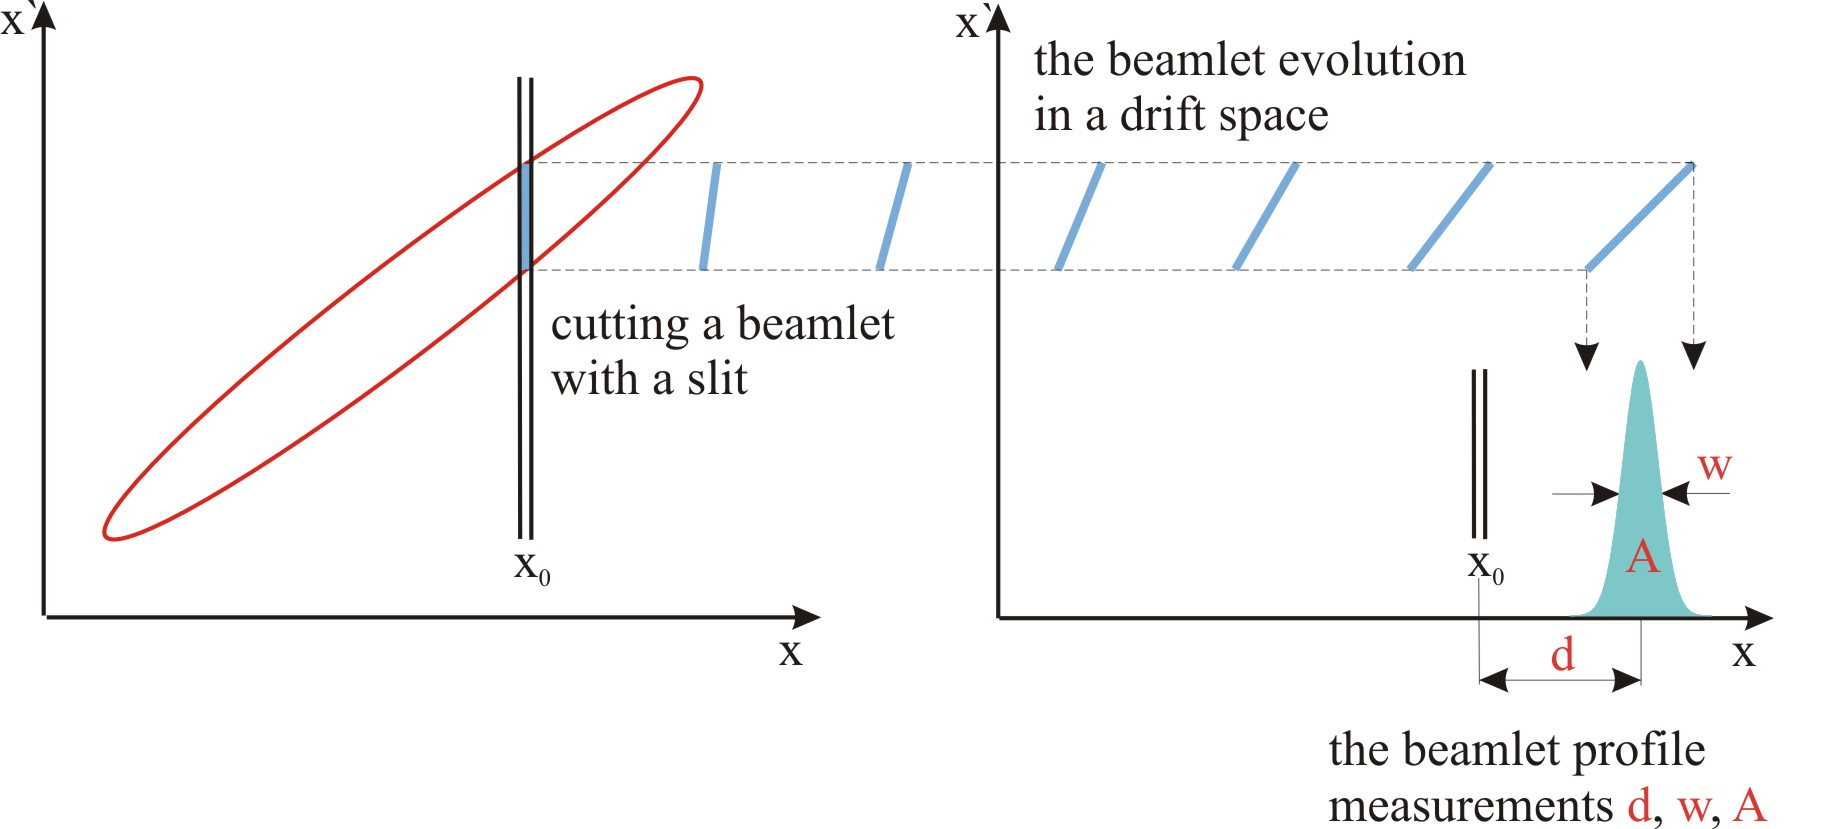 x`
x`
the beamlet evolution
in a drift space
cutting a beamlet
with a slit
w
A
x₀
x₀
x
d
x
the beamlet profile
measurements d, w, A